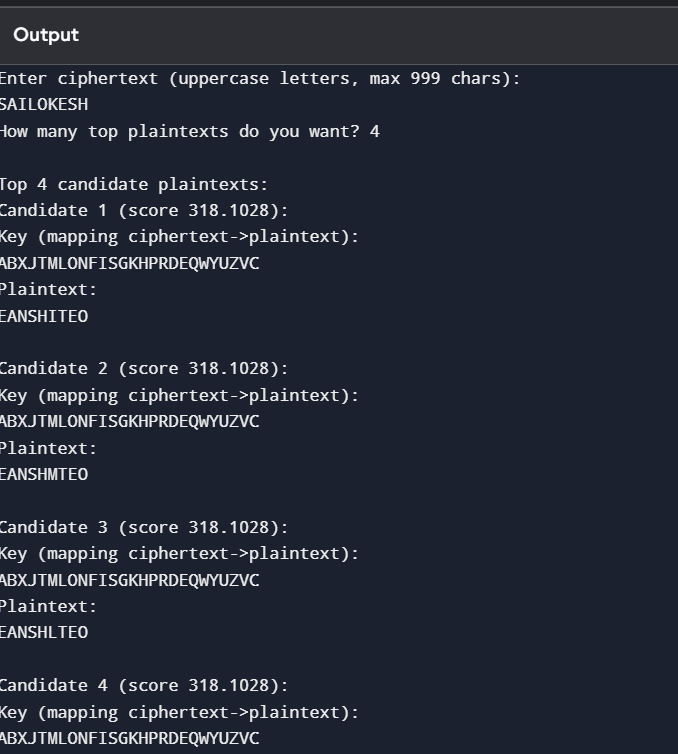 Output
Enter ciphertext (uppercase letters, max 999 chars):
SAILOKESH
How many top plaintexts do you want? 4
Top 4 candidate plaintexts:
Candidate 1 (score 318.1028):
Key (mapping ciphertext->plaintext):
ABXJTMLONFISGKHPRDEQWYUZVC
Plaintext:
EANSHITEO
Candidate 2 (score 318.1028):
Key (mapping ciphertext->plaintext):
ABXJTMLONFISGKHPRDEQWYUZVC
Plaintext:
EANSHMTEO
Candidate 3 (score 318.1028):
Key (mapping ciphertext->plaintext):
ABXJTMLONFISGKHPRDEQWYUZVC
Plaintext:
EANSHLTEO
Candidate 4 (score 318.1028):
Key (mapping ciphertext->plaintext):
ABXJTMLONFISGKHPRDEQWYUZVC